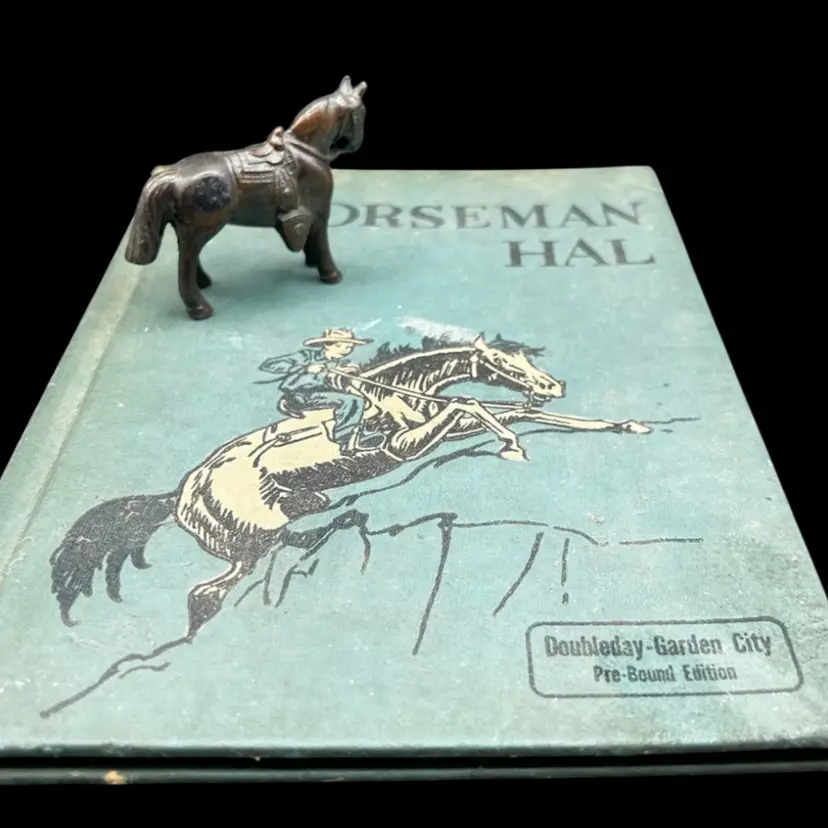 ORSEMAN
HAL
Doubleday-Garden City
Pre-Bound Edition